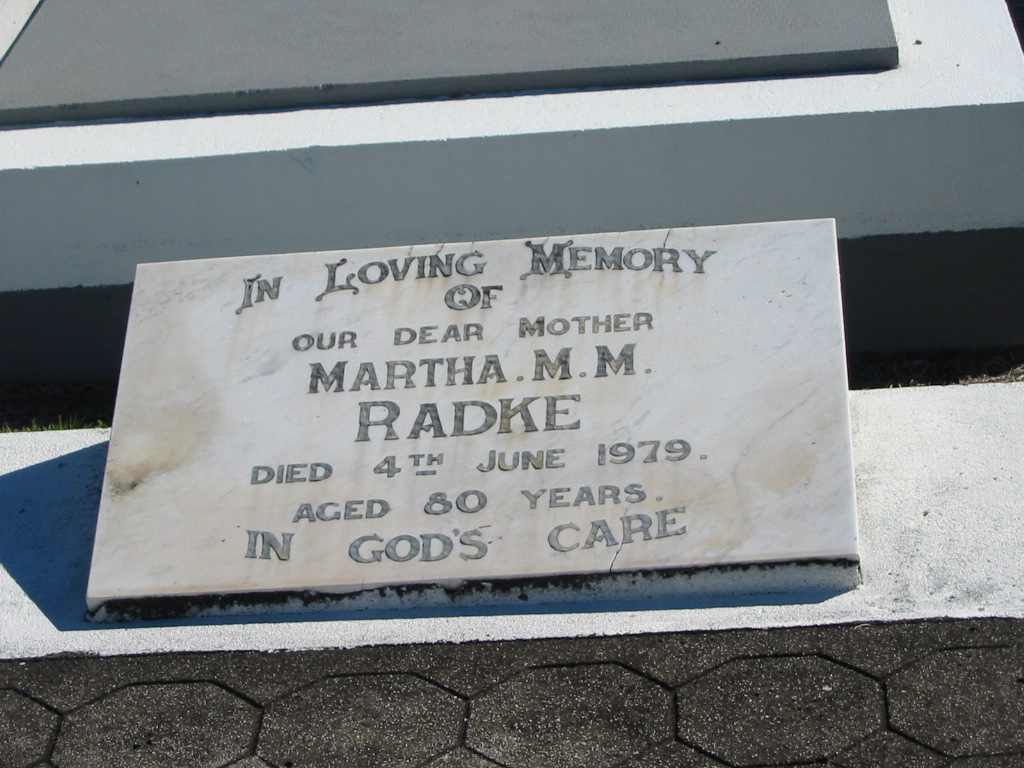 IN LOVING MEMORY
OF
OUR DEAR MOTHER
MARTHA. M. M.
RADKE
DIED 4TH JUNE 1979.
AGED 80 YEARS.
IN GOD'S CARE